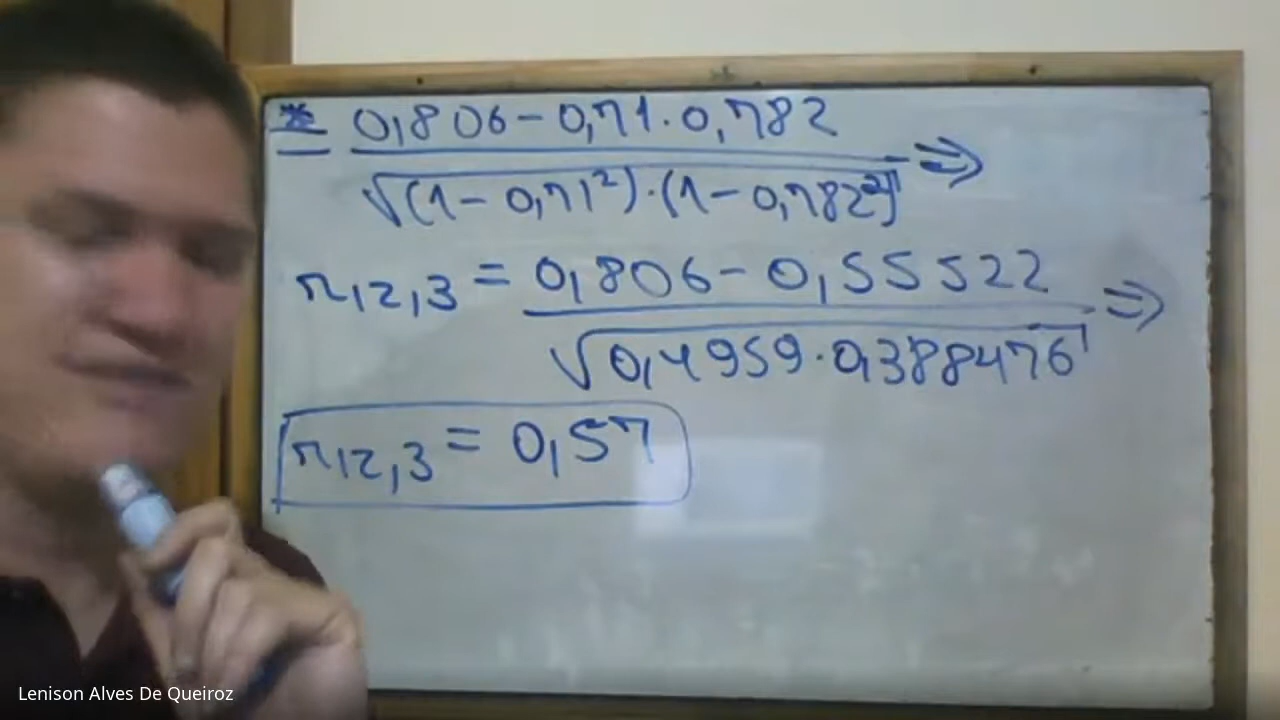 * 0,806 - 0,71 . 0,782 ⇒
√(1 - 0,71²) . (1 - 0,782²)
r12,3 = 0,806 - 0,55522 ⇒
√0,4959 . 0,388476
r12,3 = 0,57
Lenison Alves De Queiroz